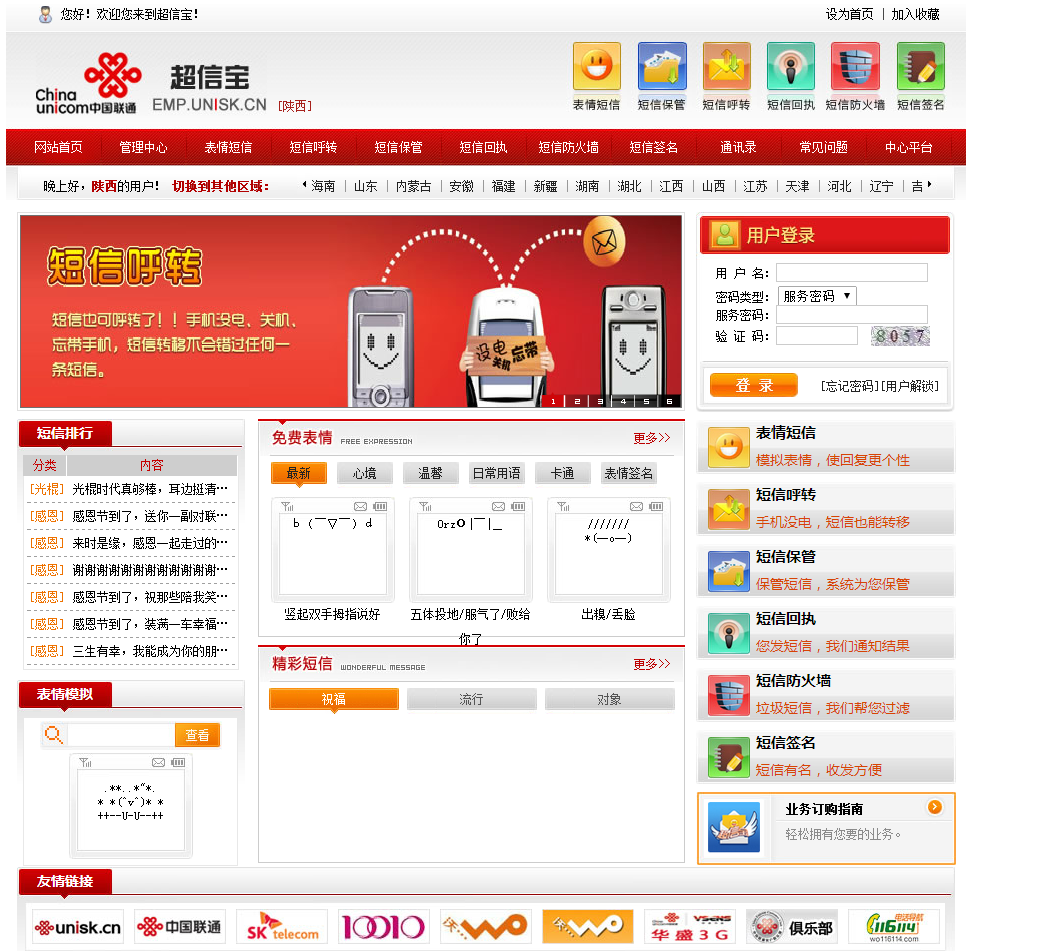 您好！欢迎您来到超信宝！ 设为首页 | 加入收藏
China unicom中国联通 超信宝
EMP.UNISK.CN [陕西]
表情短信 短信保管 短信呼转 短信回执 短信防火墙 短信签名
网站首页 管理中心 表情短信 短信呼转 短信保管 短信回执 短信防火墙 短信签名 通讯录 常见问题 中心平台
晚上好，陕西的用户！ 切换到其他区域： 海南 | 山东 | 内蒙古 | 安徽 | 福建 | 新疆 | 湖南 | 湖北 | 江西 | 山西 | 江苏 | 天津 | 河北 | 辽宁 | 吉
短信呼转
短信也可呼转了！！手机没电、关机、
忘带手机，短信转移不会错过任何一
条短信。
没电 关机 忘带
1 2 3 4 5 6
用户登录
用 户 名：
密码类型： 服务密码
服务密码：
验 证 码： 8057
登 录 [忘记密码][用户解锁]
短信排行
分类 内容
[光棍] 光棍时代真够棒，耳边挺清…
[感恩] 感恩节到了，送你一副对联…
[感恩] 来时是缘，感恩一起走过的…
[感恩] 谢谢谢谢谢谢谢谢谢谢谢谢…
[感恩] 感恩节到了，祝那些陪我笑…
[感恩] 感恩节到了，装满一车幸福…
[感恩] 三生有幸，我能成为你的朋…
表情模拟
查看
.**..*"*.
* *(ˆvˆ)* *
++--U-U--++
免费表情 FREE EXPRESSION 更多>>
最新 心境 温馨 日常用语 卡通 表情签名
b (￣▽￣) d
竖起双手拇指说好
OrzO|￣|_
五体投地/服气了/败给
你了
///////
*(—o—)
出糗/丢脸
精彩短信 WONDERFUL MESSAGE 更多>>
祝福 流行 对象
表情短信
模拟表情，使回复更个性
短信呼转
手机没电，短信也能转移
短信保管
保管短信，系统为您保管
短信回执
您发短信，我们通知结果
短信防火墙
垃圾短信，我们帮您过滤
短信签名
短信有名，收发方便
业务订购指南
轻松拥有您要的业务。
友情链接
unisk.cn 中国联通 SK telecom 10010 WO WO VSENS 华盛3G 俱乐部 116114 电话导航 wo116114.com